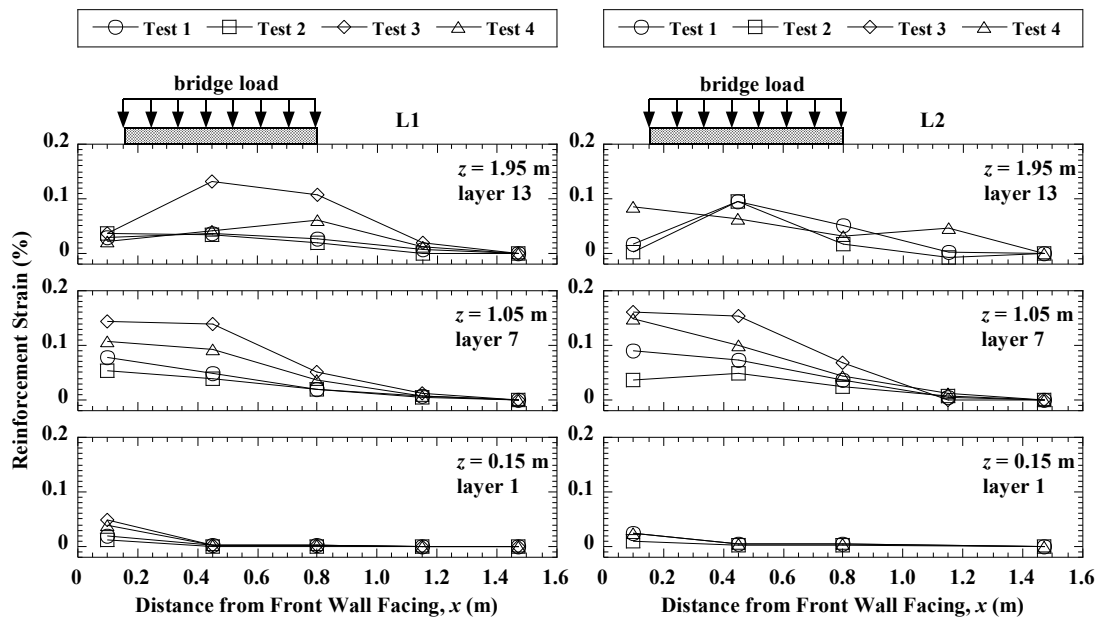 Test 1 Test 2 Test 3 Test 4
Test 1 Test 2 Test 3 Test 4
bridge load
L1
bridge load
L2
Reinforcement Strain (%)
0.2
0.1
0
z = 1.95 m
layer 13
0.2
0.1
0
z = 1.95 m
layer 13
0.2
0.1
0
z = 1.05 m
layer 7
0.2
0.1
0
z = 1.05 m
layer 7
0.2
0.1
0
z = 0.15 m
layer 1
0.2
0.1
0
z = 0.15 m
layer 1
0 0.2 0.4 0.6 0.8 1.0 1.2 1.4 1.6
Distance from Front Wall Facing, x (m)
0 0.2 0.4 0.6 0.8 1.0 1.2 1.4 1.6
Distance from Front Wall Facing, x (m)